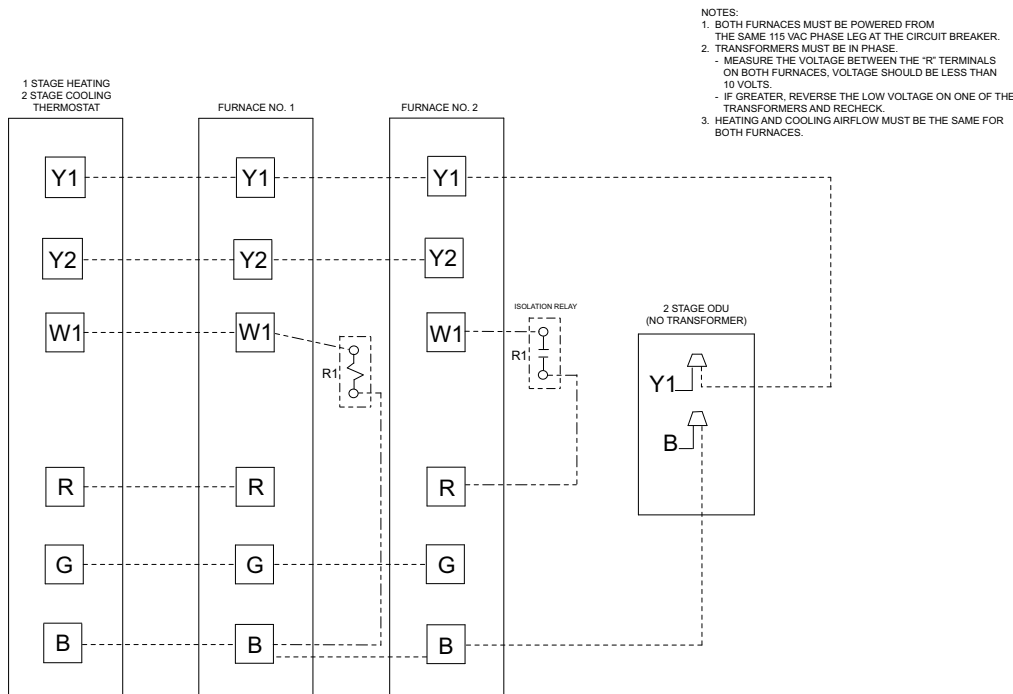 NOTES:
1. BOTH FURNACES MUST BE POWERED FROM
THE SAME 115 VAC PHASE LEG AT THE CIRCUIT BREAKER.
2. TRANSFORMERS MUST BE IN PHASE.
- MEASURE THE VOLTAGE BETWEEN THE "R" TERMINALS
ON BOTH FURNACES, VOLTAGE SHOULD BE LESS THAN
10 VOLTS.
- IF GREATER, REVERSE THE LOW VOLTAGE ON ONE OF THE
TRANSFORMERS AND RECHECK.
3. HEATING AND COOLING AIRFLOW MUST BE THE SAME FOR
BOTH FURNACES.
1 STAGE HEATING
2 STAGE COOLING
THERMOSTAT
FURNACE NO. 1
FURNACE NO. 2
Y1 Y1 Y1
Y2 Y2 Y2
ISOLATION RELAY
2 STAGE ODU
(NO TRANSFORMER)
W1 W1 W1
R1 R1
Y1
B
R R R
G G G
B B B